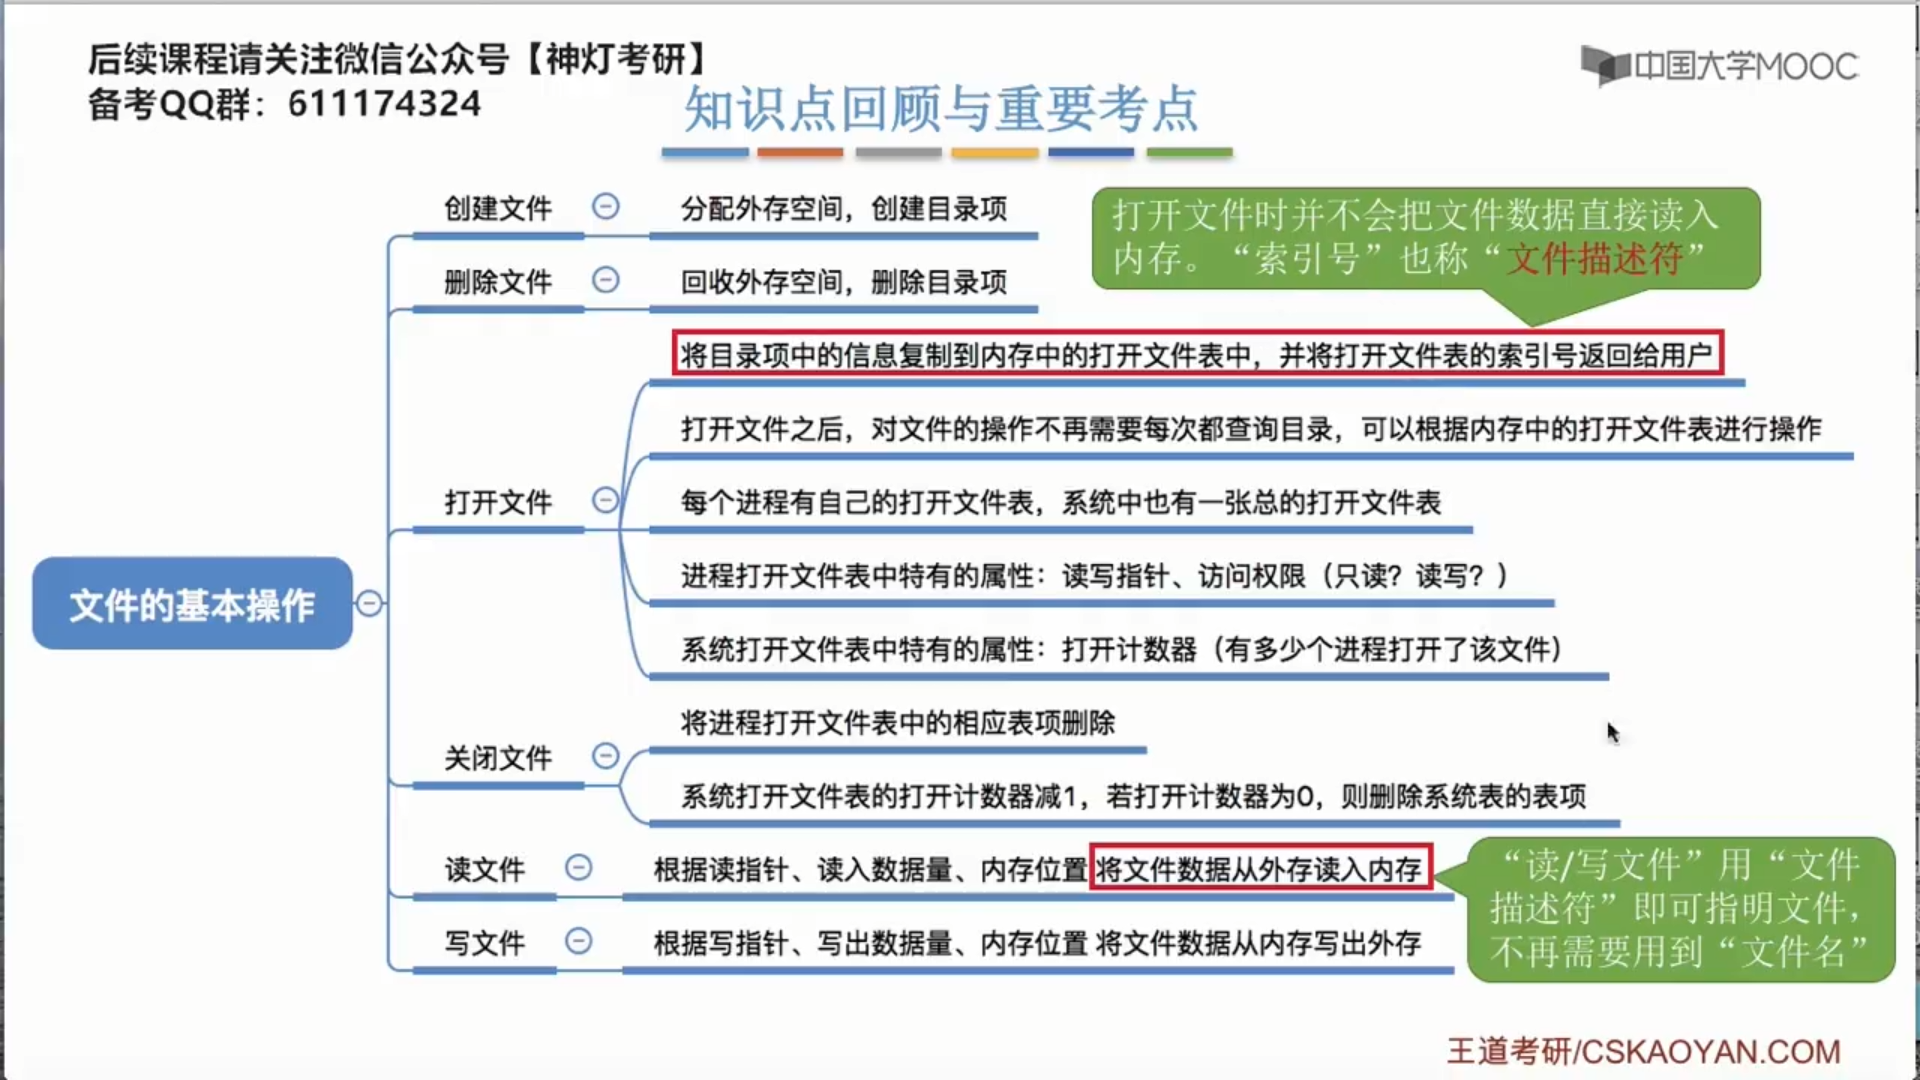 后续课程请关注微信公众号【神灯考研】
备考QQ群：611174324
中国大学MOOC
知识点回顾与重要考点
创建文件
分配外存空间，创建目录项
打开文件时并不会把文件数据直接读入
内存。“索引号”也称“文件描述符”
删除文件
回收外存空间，删除目录项
将目录项中的信息复制到内存中的打开文件表中，并将打开文件表的索引号返回给用户
打开文件之后，对文件的操作不再需要每次都查询目录，可以根据内存中的打开文件表进行操作
打开文件
每个进程有自己的打开文件表，系统中也有一张总的打开文件表
进程打开文件表中特有的属性：读写指针、访问权限（只读？读写？）
文件的基本操作
系统打开文件表中特有的属性：打开计数器（有多少个进程打开了该文件）
将进程打开文件表中的相应表项删除
关闭文件
系统打开文件表的打开计数器减1，若打开计数器为0，则删除系统表的表项
读文件
根据读指针、读入数据量、内存位置 将文件数据从外存读入内存
“读/写文件”用“文件
描述符”即可指明文件，
不再需要用到“文件名”
写文件
根据写指针、写出数据量、内存位置 将文件数据从内存写出外存
王道考研/CSKAOYAN.COM